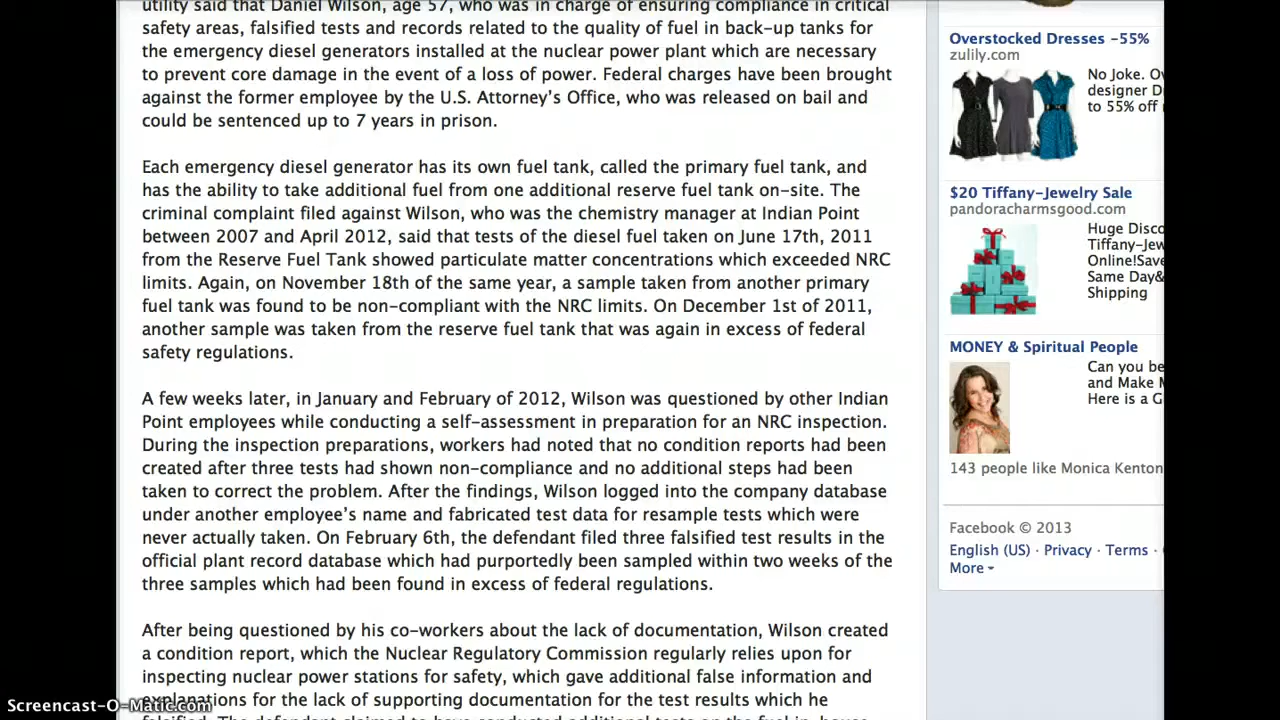 utility said that Daniel Wilson, age 57, who was in charge of ensuring compliance in critical
safety areas, falsified tests and records related to the quality of fuel in back-up tanks for
the emergency diesel generators installed at the nuclear power plant which are necessary
to prevent core damage in the event of a loss of power. Federal charges have been brought
against the former employee by the U.S. Attorney's Office, who was released on bail and
could be sentenced up to 7 years in prison.
Each emergency diesel generator has its own fuel tank, called the primary fuel tank, and
has the ability to take additional fuel from one additional reserve fuel tank on-site. The
criminal complaint filed against Wilson, who was the chemistry manager at Indian Point
between 2007 and April 2012, said that tests of the diesel fuel taken on June 17th, 2011
from the Reserve Fuel Tank showed particulate matter concentrations which exceeded NRC
limits. Again, on November 18th of the same year, a sample taken from another primary
fuel tank was found to be non-compliant with the NRC limits. On December 1st of 2011,
another sample was taken from the reserve fuel tank that was again in excess of federal
safety regulations.
A few weeks later, in January and February of 2012, Wilson was questioned by other Indian
Point employees while conducting a self-assessment in preparation for an NRC inspection.
During the inspection preparations, workers had noted that no condition reports had been
created after three tests had shown non-compliance and no additional steps had been
taken to correct the problem. After the findings, Wilson logged into the company database
under another employee's name and fabricated test data for resample tests which were
never actually taken. On February 6th, the defendant filed three falsified test results in the
official plant record database which had purportedly been sampled within two weeks of the
three samples which had been found in excess of federal regulations.
After being questioned by his co-workers about the lack of documentation, Wilson created
a condition report, which the Nuclear Regulatory Commission regularly relies upon for
inspecting nuclear power stations for safety, which gave additional false information and
explanations for the lack of supporting documentation for the test results which he
falsified. The defendant claimed to have conducted additional tests on the fuel in-house
Overstocked Dresses -55%
zulily.com
No Joke. Ov
designer D
to 55% off
$20 Tiffany-Jewelry Sale
pandoracharmsgood.com
Huge Disco
Tiffany-Jew
Online!Save
Same Day&
Shipping
MONEY & Spiritual People
Can you be
and Make M
Here is a G
143 people like Monica Kenton
Facebook © 2013
English (US) · Privacy · Terms ·
More
Screencast-O-Matic.com